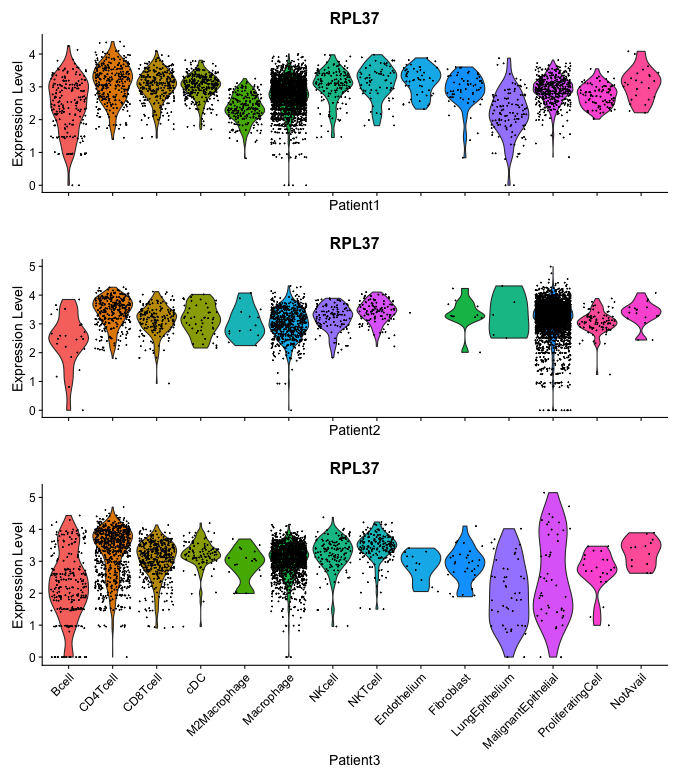 RPL37
4
3
2
1
0
Expression Level
Patient1
RPL37
5
4
3
2
1
0
Expression Level
Patient2
RPL37
5
4
3
2
1
0
Expression Level
Bcell
CD4Tcell
CD8Tcell
cDC
M2Macrophage
Macrophage
NKcell
NKTcell
Endothelium
Fibroblast
LungEpithelium
MalignantEpithelial
ProliferatingCell
NotAvail
Patient3